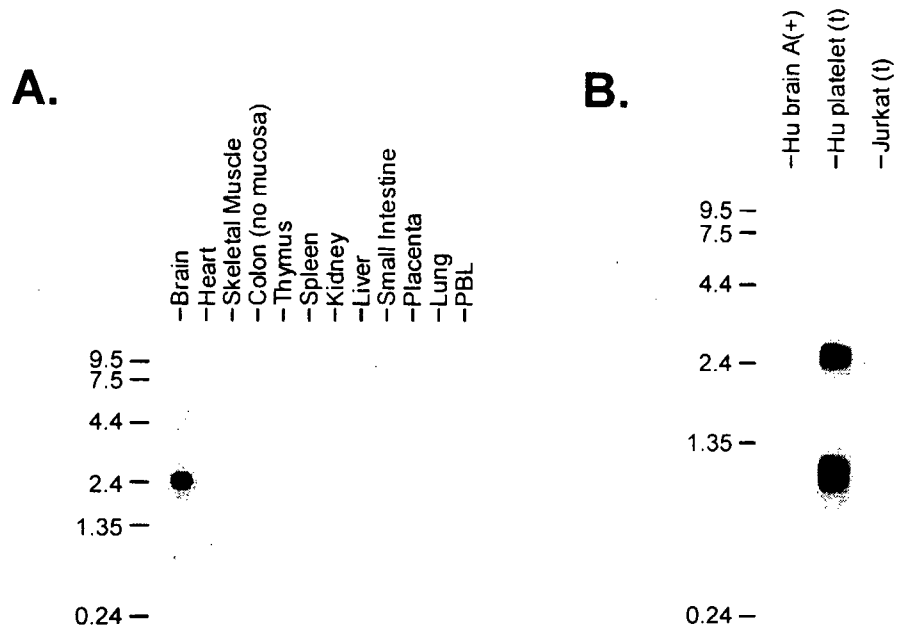 A.
–Brain
–Heart
–Skeletal Muscle
–Colon (no mucosa)
–Thymus
–Spleen
–Kidney
–Liver
–Small Intestine
–Placenta
–Lung
–PBL
9.5 –
7.5 –
4.4 –
2.4 –
1.35 –
0.24 –
B.
–Hu brain A(+)
–Hu platelet (t)
–Jurkat (t)
9.5 –
7.5 –
4.4 –
2.4 –
1.35 –
0.24 –